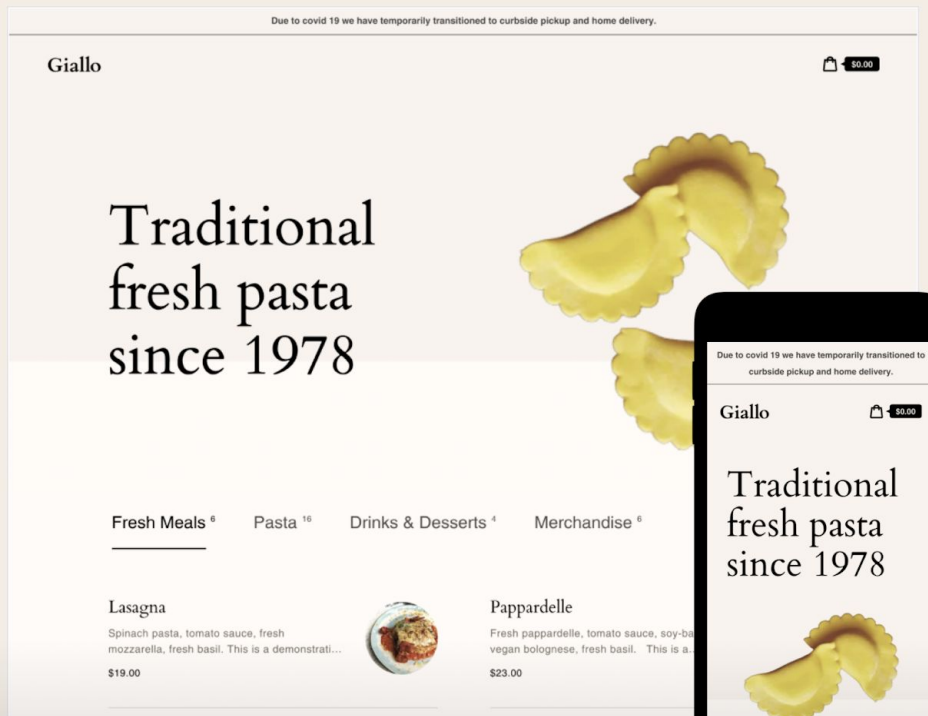 Due to covid 19 we have temporarily transitioned to curbside pickup and home delivery.
Giallo
$0.00
Traditional
fresh pasta
since 1978
Fresh Meals 6
Pasta 16
Drinks & Desserts 4
Merchandise 6
Lasagna
Spinach pasta, tomato sauce, fresh
mozzarella, fresh basil. This is a demonstrati...
$19.00
Pappardelle
Fresh pappardelle, tomato sauce, soy-ba
vegan bolognese, fresh basil. This is a...
$23.00
Due to covid 19 we have temporarily transitioned to
curbside pickup and home delivery.
Giallo
$0.00
Traditional
fresh pasta
since 1978